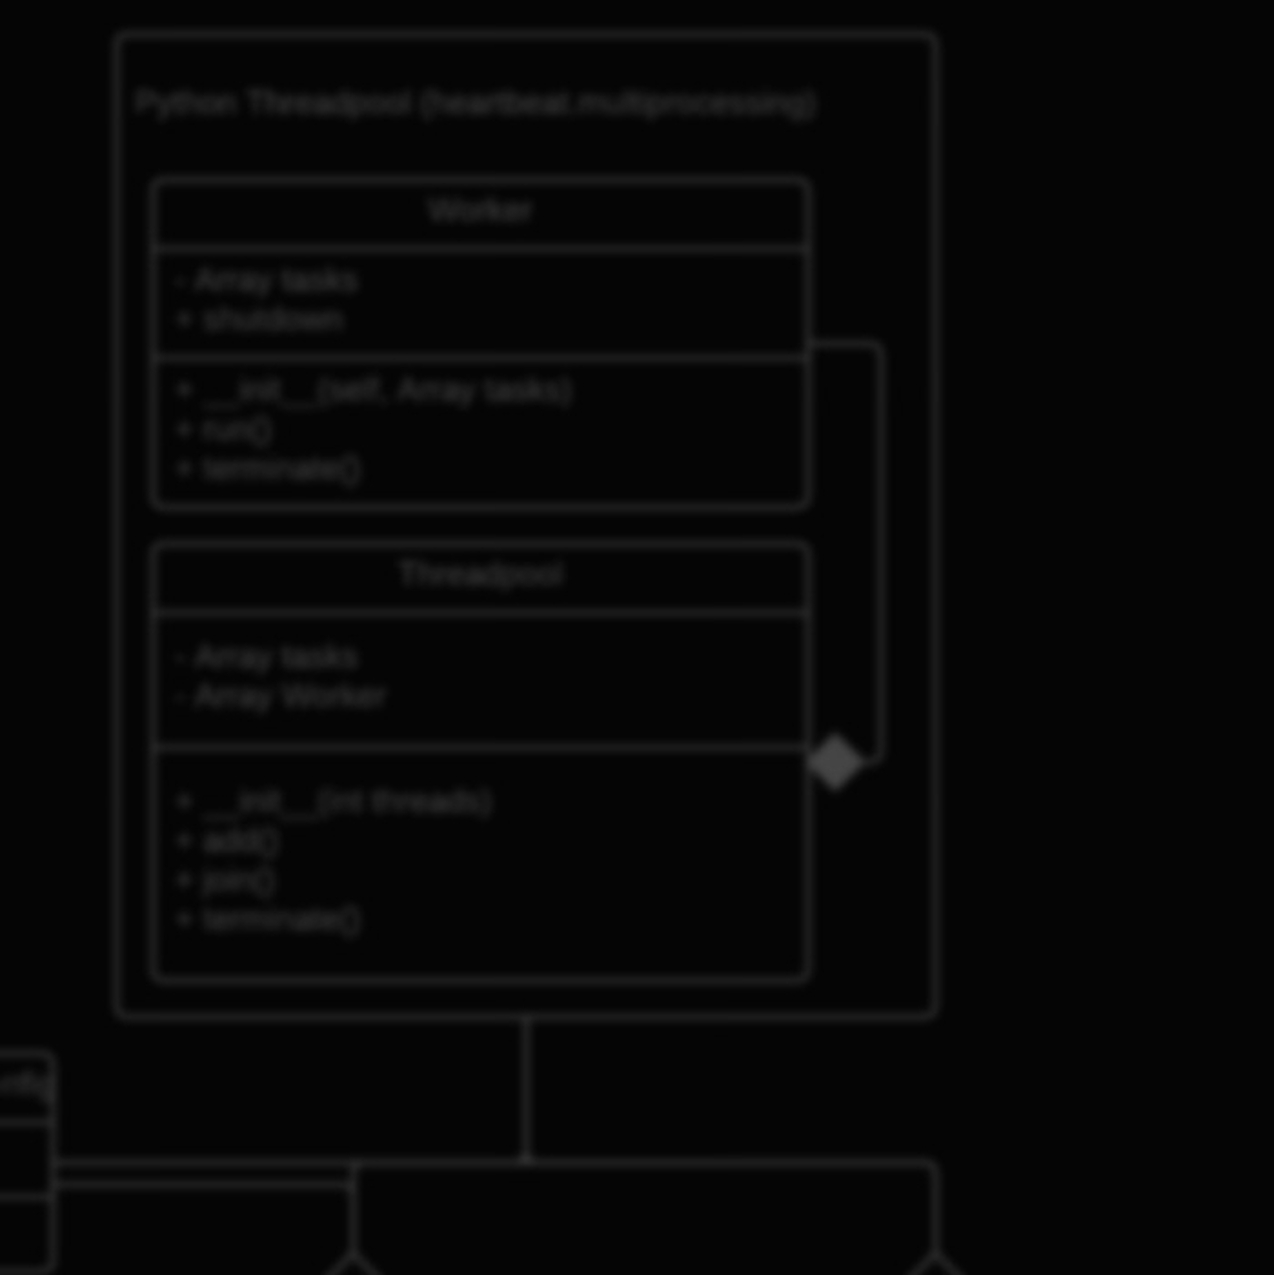 Python Threadpool (heartbeat.multiprocessing)
Worker
- Array tasks
+ shutdown
+ __init__(self, Array tasks)
+ run()
+ terminate()
Threadpool
- Array tasks
- Array Worker
+ __init__(int threads)
+ add()
+ join()
+ terminate()